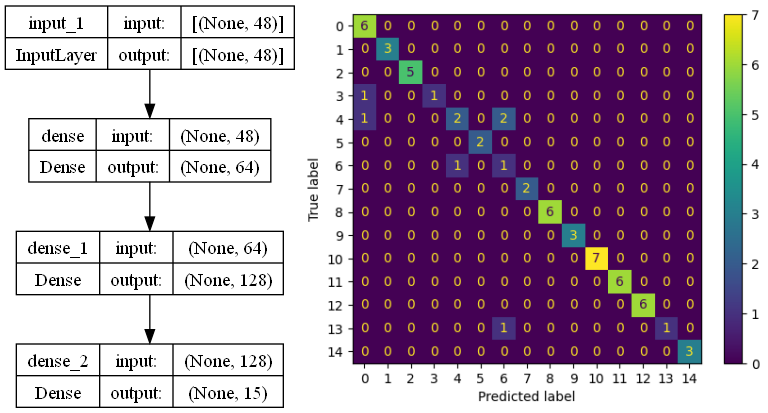 input_1 input: [(None, 48)]
InputLayer output: [(None, 48)]
dense input: (None, 48)
Dense output: (None, 64)
dense_1 input: (None, 64)
Dense output: (None, 128)
dense_2 input: (None, 128)
Dense output: (None, 15)
True label
0 6 0 0 0 0 0 0 0 0 0 0 0 0 0 0
1 0 3 0 0 0 0 0 0 0 0 0 0 0 0 0
2 0 0 5 0 0 0 0 0 0 0 0 0 0 0 0
3 1 0 0 1 0 0 0 0 0 0 0 0 0 0 0
4 1 0 0 0 2 0 2 0 0 0 0 0 0 0 0
5 0 0 0 0 0 2 0 0 0 0 0 0 0 0 0
6 0 0 0 0 1 0 1 0 0 0 0 0 0 0 0
7 0 0 0 0 0 0 0 2 0 0 0 0 0 0 0
8 0 0 0 0 0 0 0 0 6 0 0 0 0 0 0
9 0 0 0 0 0 0 0 0 0 3 0 0 0 0 0
10 0 0 0 0 0 0 0 0 0 0 7 0 0 0 0
11 0 0 0 0 0 0 0 0 0 0 0 6 0 0 0
12 0 0 0 0 0 0 0 0 0 0 0 0 6 0 0
13 0 0 0 0 0 0 1 0 0 0 0 0 0 1 0
14 0 0 0 0 0 0 0 0 0 0 0 0 0 0 3
0 1 2 3 4 5 6 7 8 9 10 11 12 13 14
Predicted label
7
6
5
4
3
2
1
0